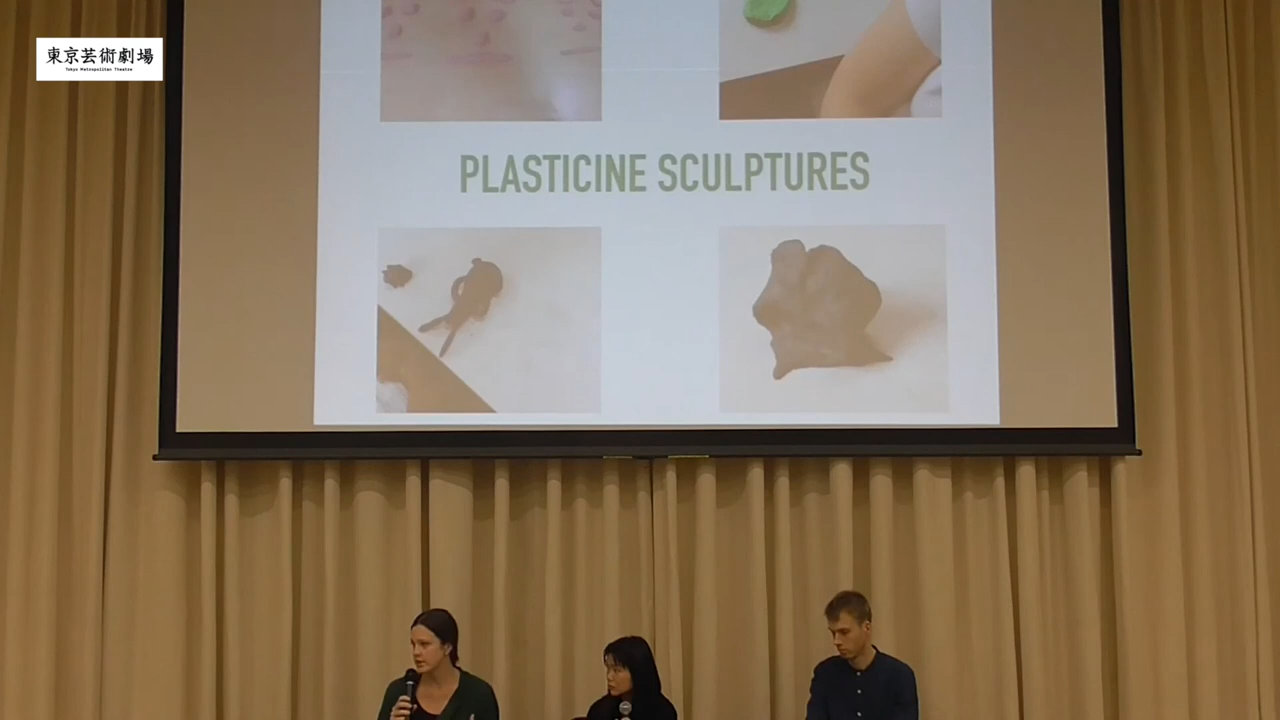 東京芸術劇場
Tokyo Metropolitan Theatre
PLASTICINE SCULPTURES